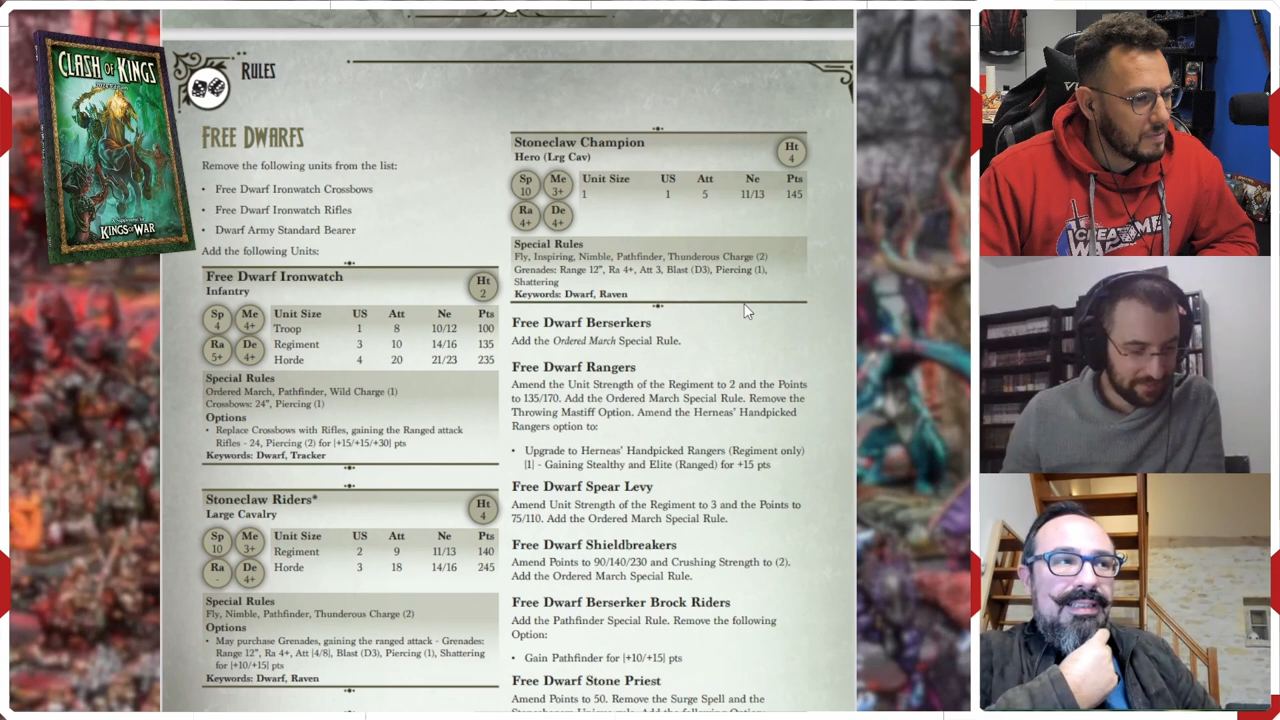 CLASH OF KINGS
KINGS OF WAR
RULES
FREE DWARFS
Remove the following units from the list:
• Free Dwarf Ironwatch Crossbows
• Free Dwarf Ironwatch Rifles
• Dwarf Army Standard Bearer
Add the following Units:
Free Dwarf Ironwatch
Infantry
Ht
2
Sp
4
Me
4+
Ra
5+
De
4+
Unit Size US Att Ne Pts
Troop 1 8 10/12 100
Regiment 3 10 14/16 135
Horde 4 20 21/23 235
Special Rules
Ordered March, Pathfinder, Wild Charge (1)
Crossbows: 24", Piercing (1)
Options
• Replace Crossbows with Rifles, gaining the Ranged attack
Rifles - 24, Piercing (2) for |+15/+15/+30| pts
Keywords: Dwarf, Tracker
Stoneclaw Riders*
Large Cavalry
Ht
4
Sp
10
Me
3+
Ra
-
De
4+
Unit Size US Att Ne Pts
Regiment 2 9 11/13 140
Horde 3 18 14/16 245
Special Rules
Fly, Nimble, Pathfinder, Thunderous Charge (2)
Options
• May purchase Grenades, gaining the ranged attack - Grenades:
Range 12", Ra 4+, Att |4/8|, Blast (D3), Piercing (1), Shattering
for |+10/+15| pts
Keywords: Dwarf, Raven
Stoneclaw Champion
Hero (Lrg Cav)
Ht
4
Sp
10
Me
3+
Ra
4+
De
4+
Unit Size US Att Ne Pts
1 1 5 11/13 145
Special Rules
Fly, Inspiring, Nimble, Pathfinder, Thunderous Charge (2)
Grenades: Range 12", Ra 4+, Att 3, Blast (D3), Piercing (1),
Shattering
Keywords: Dwarf, Raven
Free Dwarf Berserkers
Add the Ordered March Special Rule.
Free Dwarf Rangers
Amend the Unit Strength of the Regiment to 2 and the Points
to 135/170. Add the Ordered March Special Rule. Remove the
Throwing Mastiff Option. Amend the Herneas' Handpicked
Rangers option to:
• Upgrade to Herneas' Handpicked Rangers (Regiment only)
|1| - Gaining Stealthy and Elite (Ranged) for +15 pts
Free Dwarf Spear Levy
Amend Unit Strength of the Regiment to 3 and the Points to
75/110. Add the Ordered March Special Rule.
Free Dwarf Shieldbreakers
Amend Points to 90/140/230 and Crushing Strength to (2).
Add the Ordered March Special Rule.
Free Dwarf Berserker Brock Riders
Add the Pathfinder Special Rule. Remove the following
Option:
• Gain Pathfinder for |+10/+15| pts
Free Dwarf Stone Priest
Amend Points to 50. Remove the Surge Spell and the